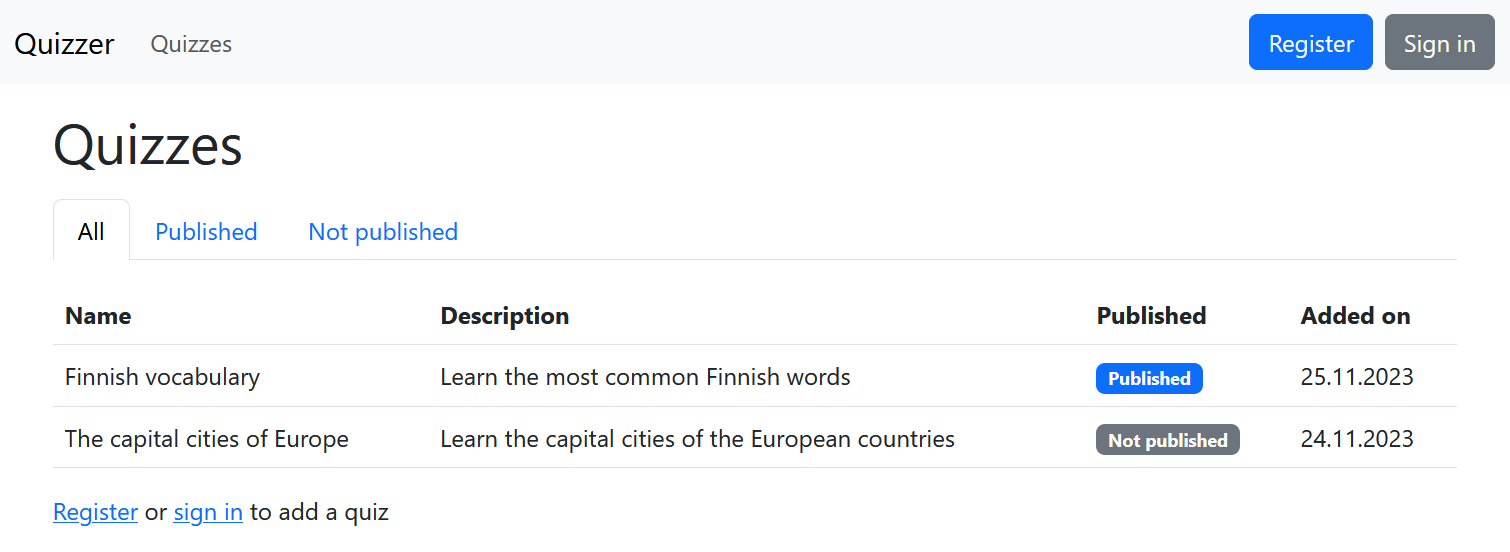 Quizzer Quizzes Register Sign in
Quizzes
All Published Not published
Name Description Published Added on
Finnish vocabulary Learn the most common Finnish words Published 25.11.2023
The capital cities of Europe Learn the capital cities of the European countries Not published 24.11.2023
Register or sign in to add a quiz